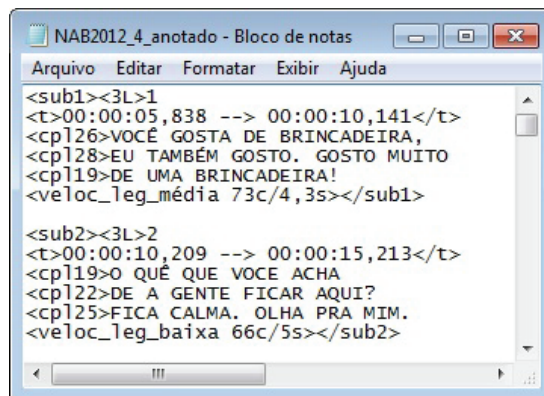 NAB2012_4_anotado - Bloco de notas
Arquivo Editar Formatar Exibir Ajuda
<sub1><3L>1
<t>00:00:05,838 --> 00:00:10,141</t>
<cpl26>VOCÊ GOSTA DE BRINCADEIRA,
<cpl28>EU TAMBÉM GOSTO. GOSTO MUITO
<cpl19>DE UMA BRINCADEIRA!
<veloc_leg_média 73c/4,3s></sub1>
<sub2><3L>2
<t>00:00:10,209 --> 00:00:15,213</t>
<cpl19>O QUÊ QUE VOCE ACHA
<cpl22>DE A GENTE FICAR AQUI?
<cpl25>FICA CALMA. OLHA PRA MIM.
<veloc_leg_baixa 66c/5s></sub2>